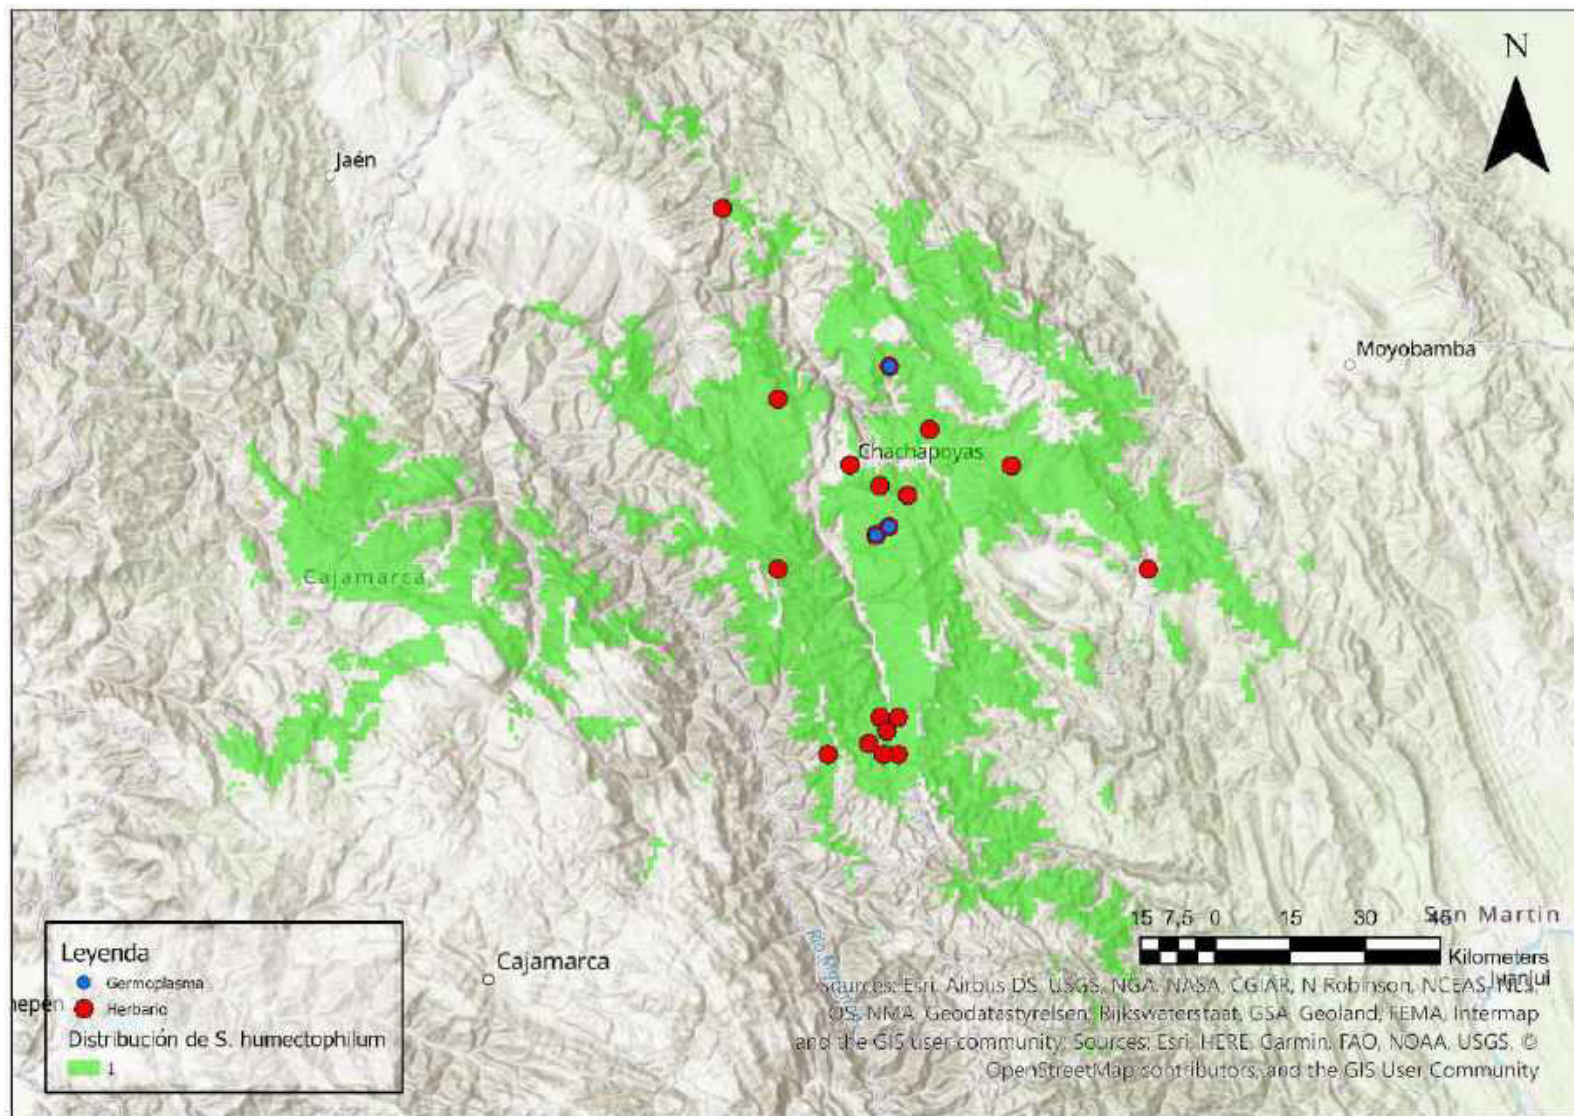 N
Jaén
Moyobamba
Chachapoyas
Cajamarca
Leyenda
Germoplasma
Herbario
Distribución de S. humectophilum
1
Cajamarca
15 7,5 0 15 30 45
San Martin
Kilometers
Juanjui
Sources: Esri, Airbus DS, USGS, NGA, NASA, CGIAR, N Robinson, NCEAS, NLS,
OS, NMA, Geodatastyrelsen, Rijkswaterstaat, GSA, Geoland, FEMA, Intermap
and the GIS user community, Sources: Esri, HERE, Garmin, FAO, NOAA, USGS, ©
OpenStreetMap contributors, and the GIS User Community